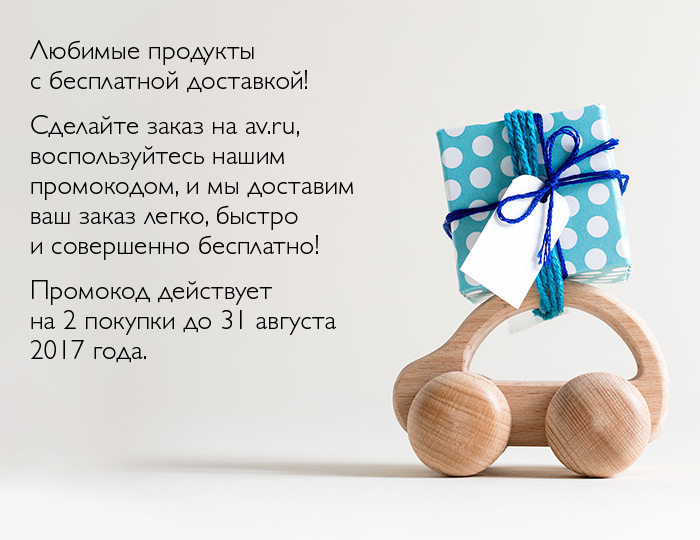 Любимые продукты
с бесплатной доставкой!
Сделайте заказ на av.ru,
воспользуйтесь нашим
промокодом, и мы доставим
ваш заказ легко, быстро
и совершенно бесплатно!
Промокод действует
на 2 покупки до 31 августа
2017 года.